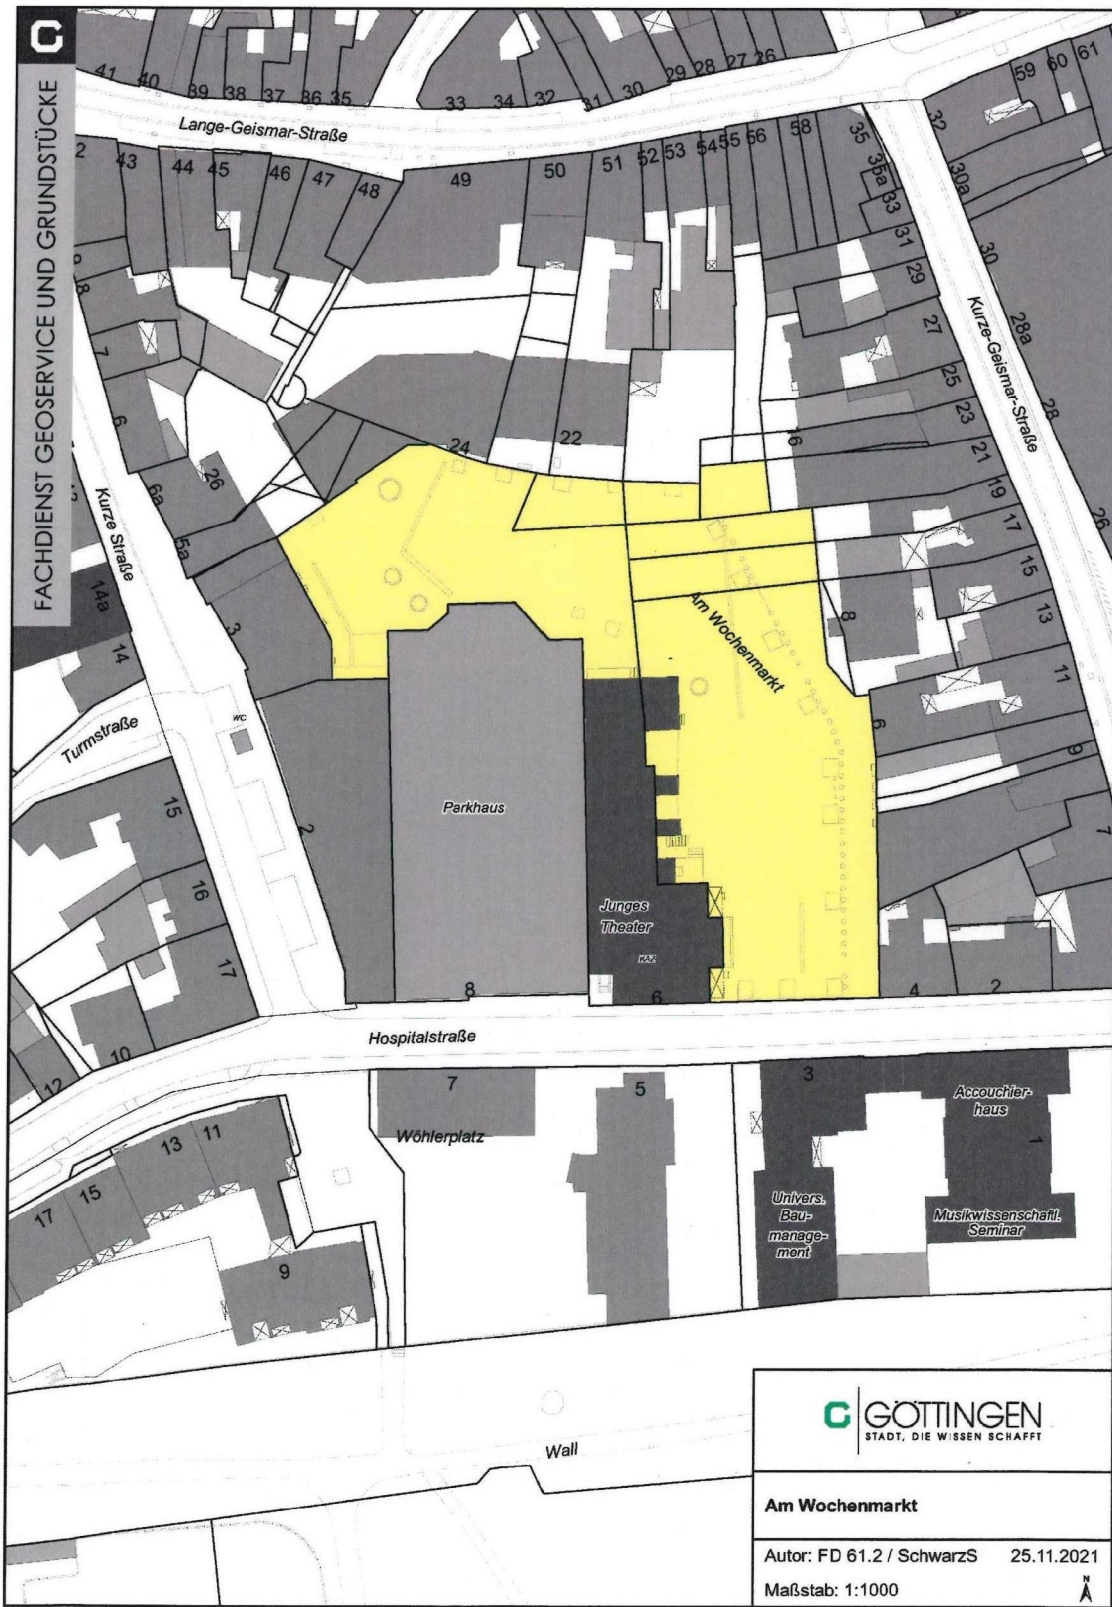 FACHDIENST GEOSERVICE UND GRUNDSTÜCKE
41 40 39 38 37 36 35 33 34 32 31 30 29 28 27 26
59 60 61
Lange-Geismar-Straße
2 43 44 45 46 47 48 49 50 51 52 53 54 55 56 58
35 35a 33 31 29 27 25 23 21 19 17 15 13 11 9 7
32 30a 30 28a 28 26
Kurze-Geismar-Straße
9 8 7 6 6a 5a 3 2
26 24 22 16
Kurze Straße
14a
14
Am Wochenmarkt
8
6
Turmstraße
WC
15
16
17
Parkhaus
Junges
Theater
KAZ
8
6
4
2
Hospitalstraße
10
12
7
5
3
Accouchier-
haus
1
Wöhlerplatz
13 11
17 15
9
Univers.
Bau-
manage-
ment
Musikwissenschaftl.
Seminar
Wall
GÖTTINGEN
STADT, DIE WISSEN SCHAFFT
Am Wochenmarkt
Autor: FD 61.2 / SchwarzS 25.11.2021
Maßstab: 1:1000
N